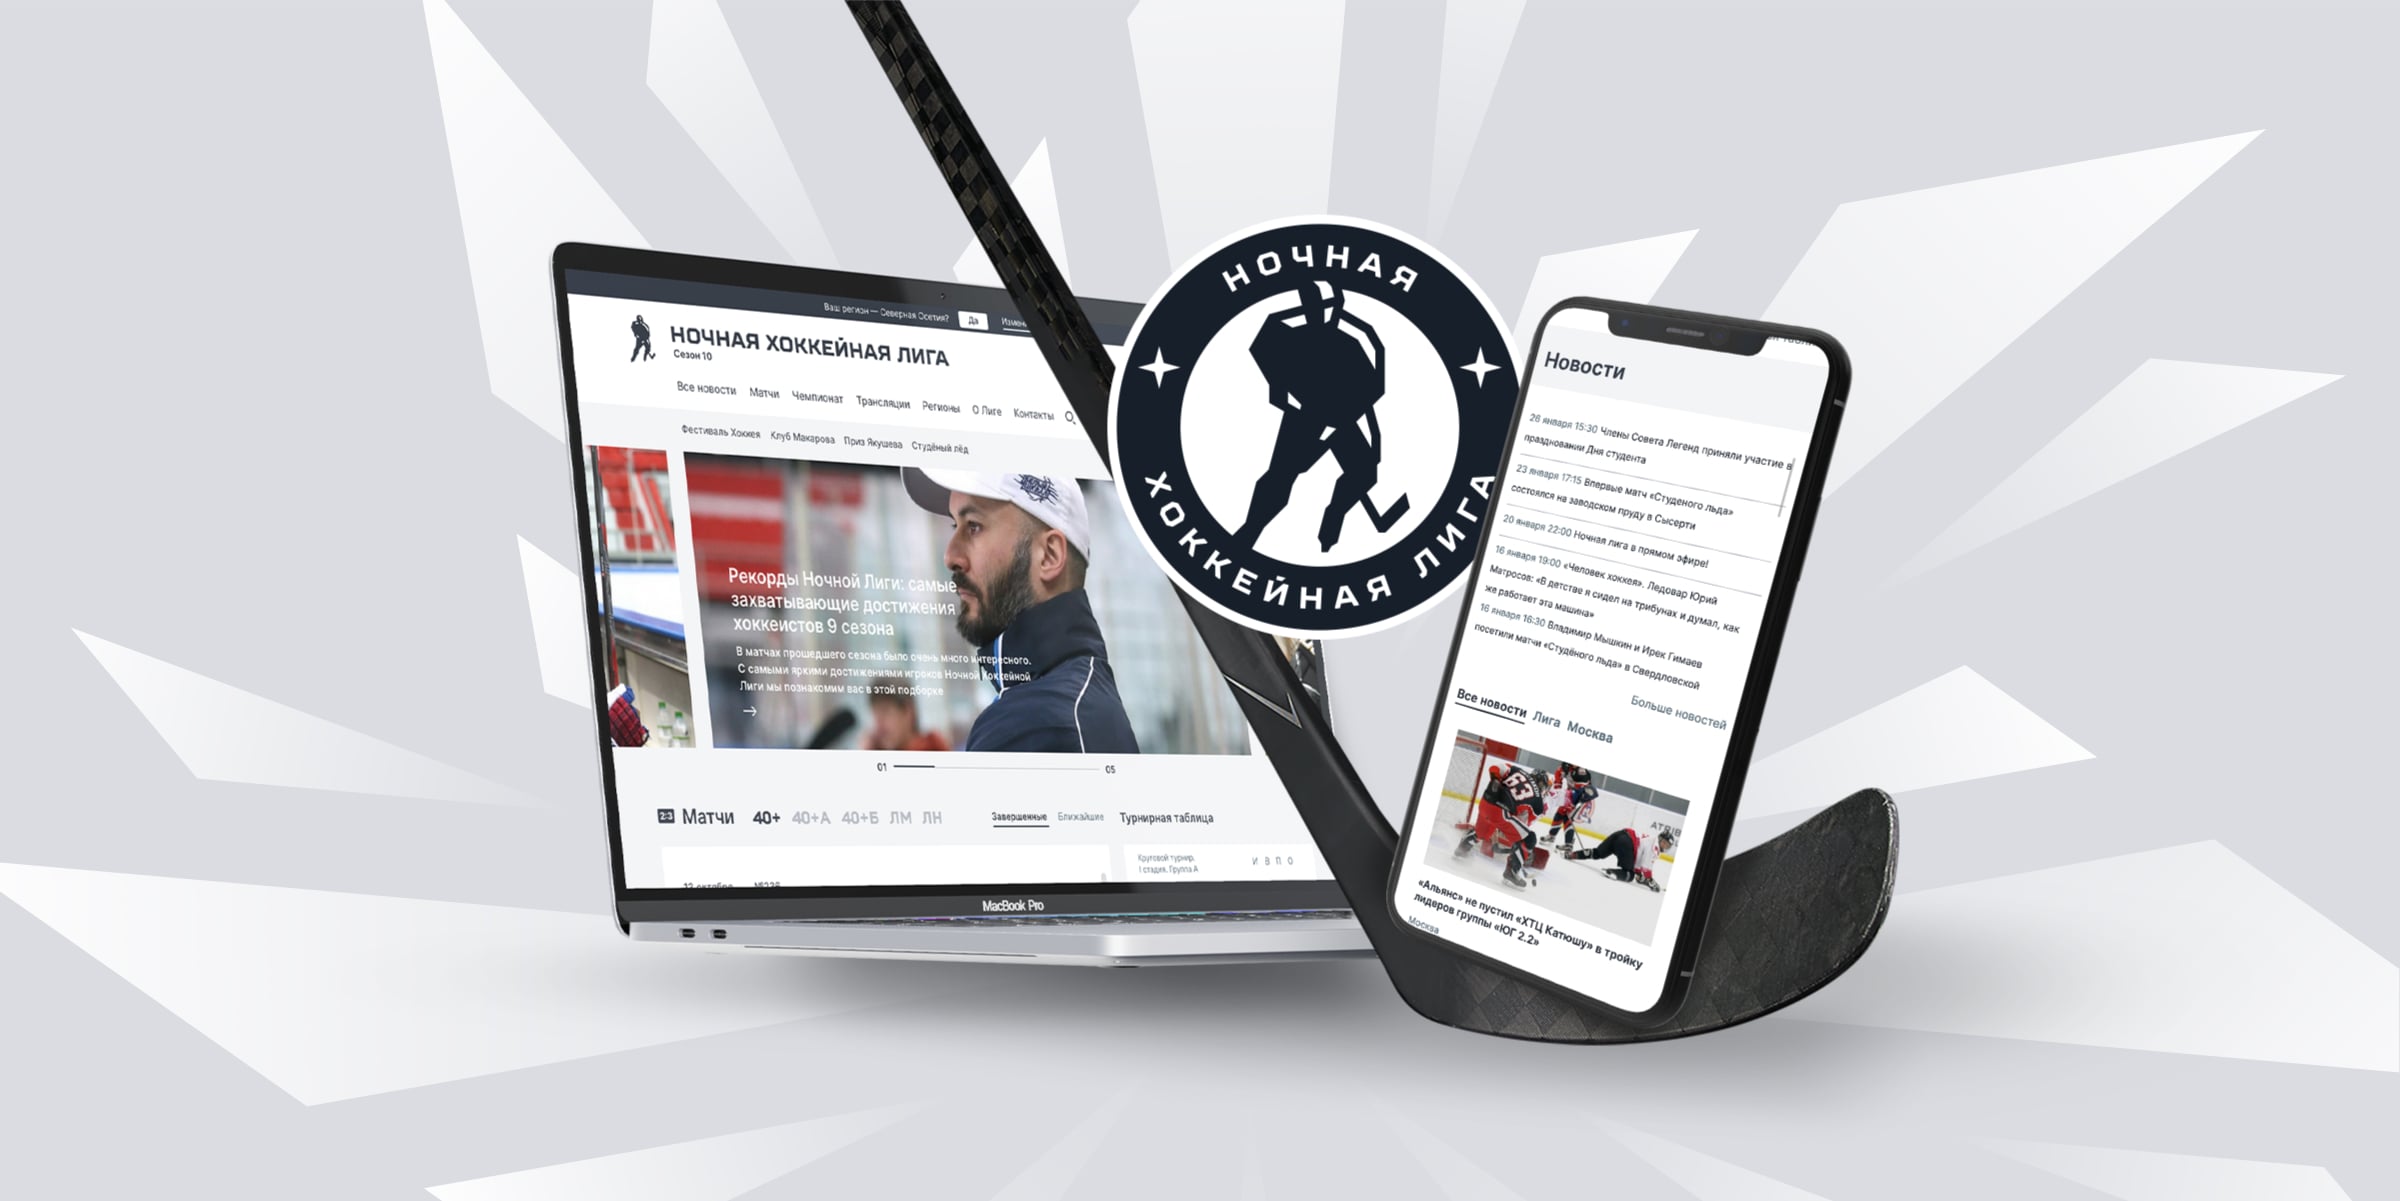 Ваш регион — Северная Осетия? Да
НОЧНАЯ ХОККЕЙНАЯ ЛИГА
Сезон 10
Все новости Матчи Чемпионат Трансляции Регионы О Лиге Контакты
Фестиваль Хоккея Клуб Макарова Приз Якушева Студёный лёд
Рекорды Ночной Лиги: самые
захватывающие достижения
хоккеистов 9 сезона
В матчах прошедшего сезона было очень много интересного.
С самыми яркими достижениями игроков Ночной Хоккейной
Лиги мы познакомим вас в этой подборке
01 05
2:3 Матчи 40+ 40+А 40+Б ЛМ ЛН Завершенные Ближайшие Турнирная таблица
Круговой турнир.
I стадия. Группа А
И В П О
12 октября №236
MacBook Pro
НОЧНАЯ
ХОККЕЙНАЯ ЛИГА
Новости
26 января 15:30 Члены Совета Легенд приняли участие в
праздновании Дня студента
23 января 17:15 Впервые матч «Студеного льда»
состоялся на заводском пруду в Сысерти
20 января 22:00 Ночная лига в прямом эфире!
16 января 19:00 «Человек хоккея». Ледовар Юрий
Матросов: «В детстве я сидел на трибунах и думал, как
же работает эта машина»
16 января 16:30 Владимир Мышкин и Ирек Гимаев
посетили матчи «Студёного льда» в Свердловской
Больше новостей
Все новости Лига Москва
63
«Альянс» не пустил «ХТЦ Катюшу» в тройку
лидеров группы «ЮГ 2.2»
Москва